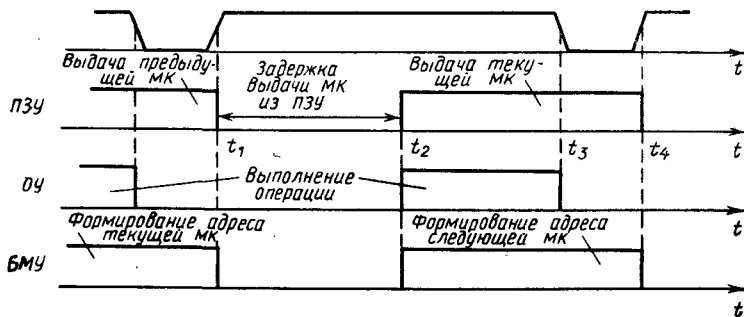 t
Выдача предыду-
щей МК
Задержка
выдачи МК
из ПЗУ
Выдача теку-
щей МК
ПЗУ
t
t₁
t₂
t₃
t₄
ОУ
Выполнение
операции
t
Формирование адреса
текущей МК
Формирование адреса
следующей МК
БМУ
t
t